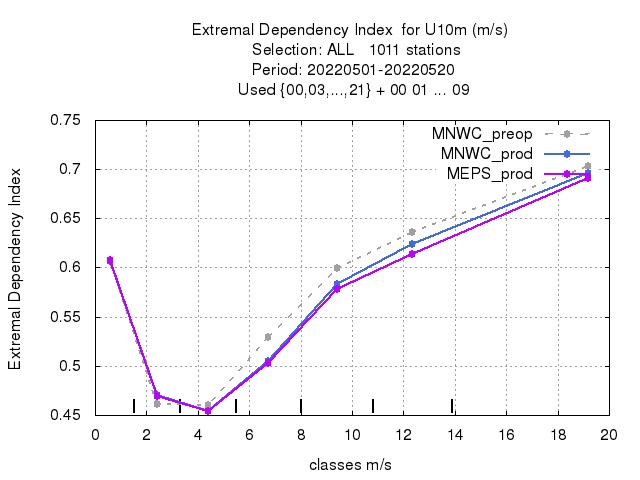 Extremal Dependency Index  for U10m (m/s)
Selection: ALL   1011 stations
Period: 20220501-20220520
Used {00,03,...,21} + 00 01 ... 09
0.75
0.7
0.65
0.6
0.55
0.5
0.45
Extremal Dependency Index
MNWC_preop
MNWC_prod
MEPS_prod
0 2 4 6 8 10 12 14 16 18 20
classes m/s